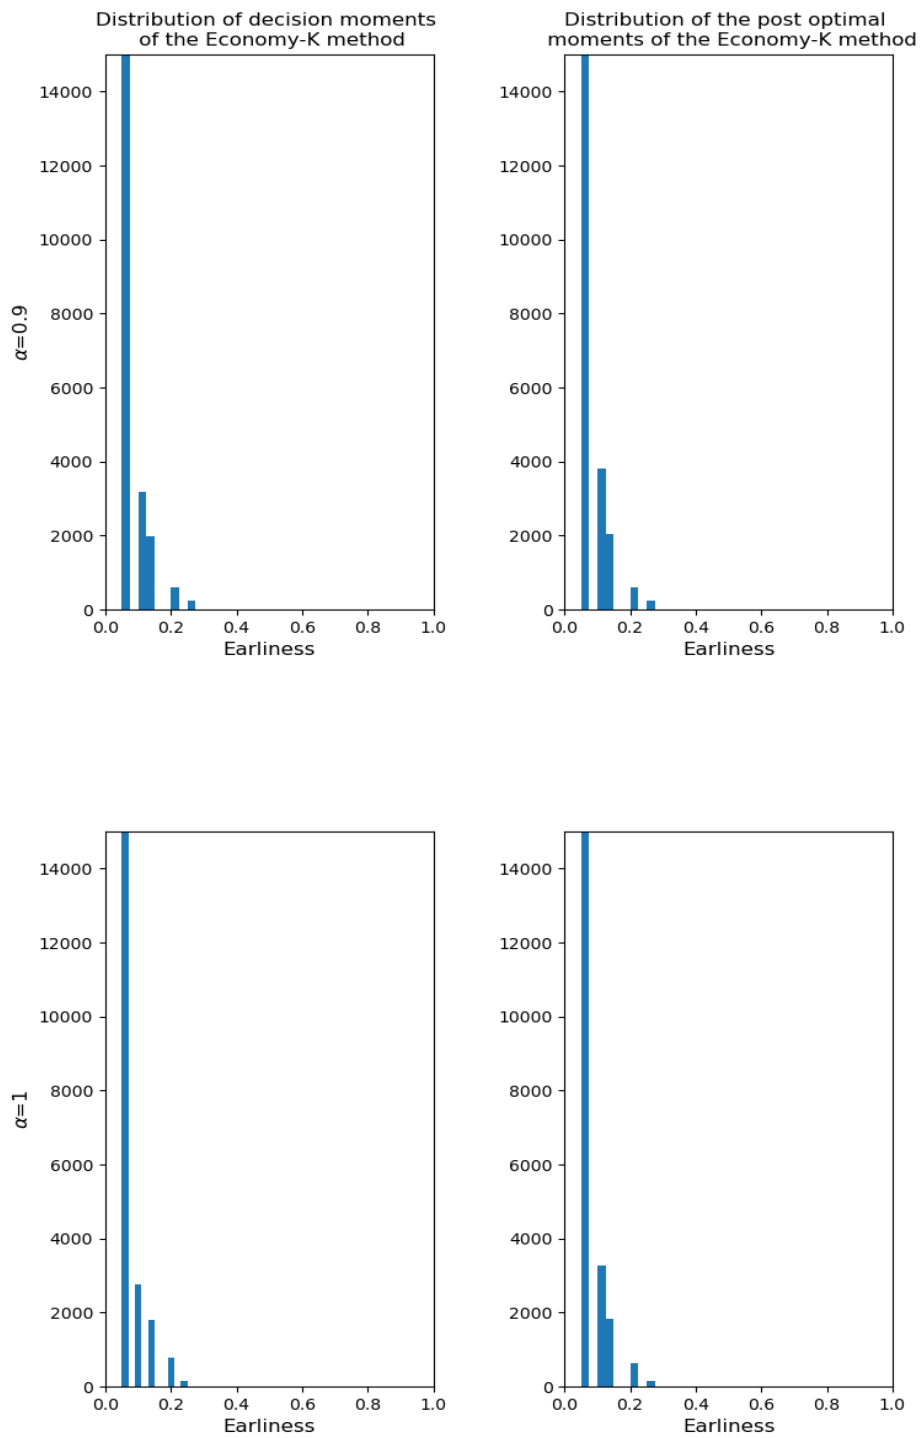 Distribution of decision moments
of the Economy-K method
Distribution of the post optimal
moments of the Economy-K method
14000
12000
10000
8000
6000
4000
2000
0
α=0.9
0.0 0.2 0.4 0.6 0.8 1.0
Earliness
14000
12000
10000
8000
6000
4000
2000
0
0.0 0.2 0.4 0.6 0.8 1.0
Earliness
14000
12000
10000
8000
6000
4000
2000
0
α=1
0.0 0.2 0.4 0.6 0.8 1.0
Earliness
14000
12000
10000
8000
6000
4000
2000
0
0.0 0.2 0.4 0.6 0.8 1.0
Earliness